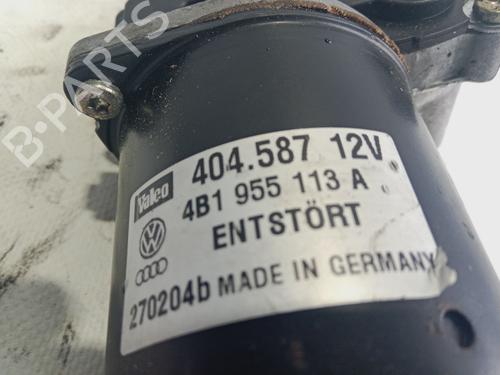 B-PARTS
Valeo
404.587 12V
4B1 955 113 A
ENTSTÖRT
270204b MADE IN GERMANY